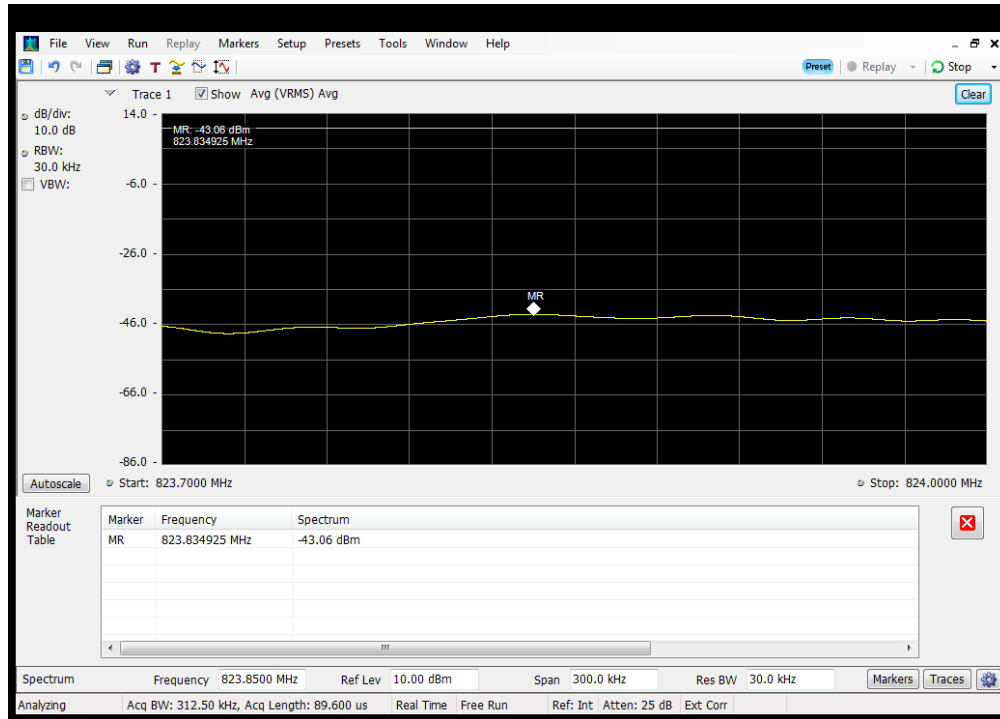 File View Run Replay Markers Setup Presets Tools Window Help
T Preset Replay Stop
Trace 1 Show Avg (VRMS) Avg Clear
dB/div:
10.0 dB
RBW:
30.0 kHz
VBW:
14.0
-6.0
-26.0
-46.0
-66.0
-86.0
MR: -43.06 dBm
823.834925 MHz
MR
Autoscale Start: 823.7000 MHz Stop: 824.0000 MHz
Marker
Readout
Table
Marker Frequency Spectrum
MR 823.834925 MHz -43.06 dBm
Spectrum Frequency 823.8500 MHz Ref Lev 10.00 dBm Span 300.0 kHz Res BW 30.0 kHz Markers Traces
Analyzing Acq BW: 312.50 kHz, Acq Length: 89.600 us Real Time Free Run Ref: Int Atten: 25 dB Ext Corr